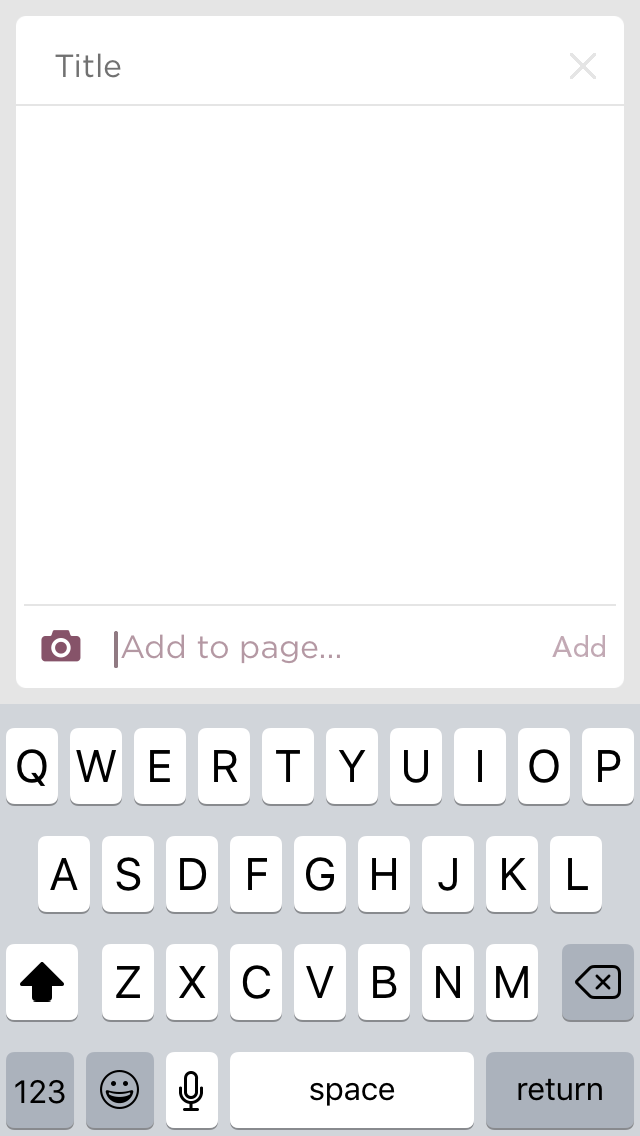 Title
Add to page...
Add
Q W E R T Y U I O P
A S D F G H J K L
Z X C V B N M
123 space return